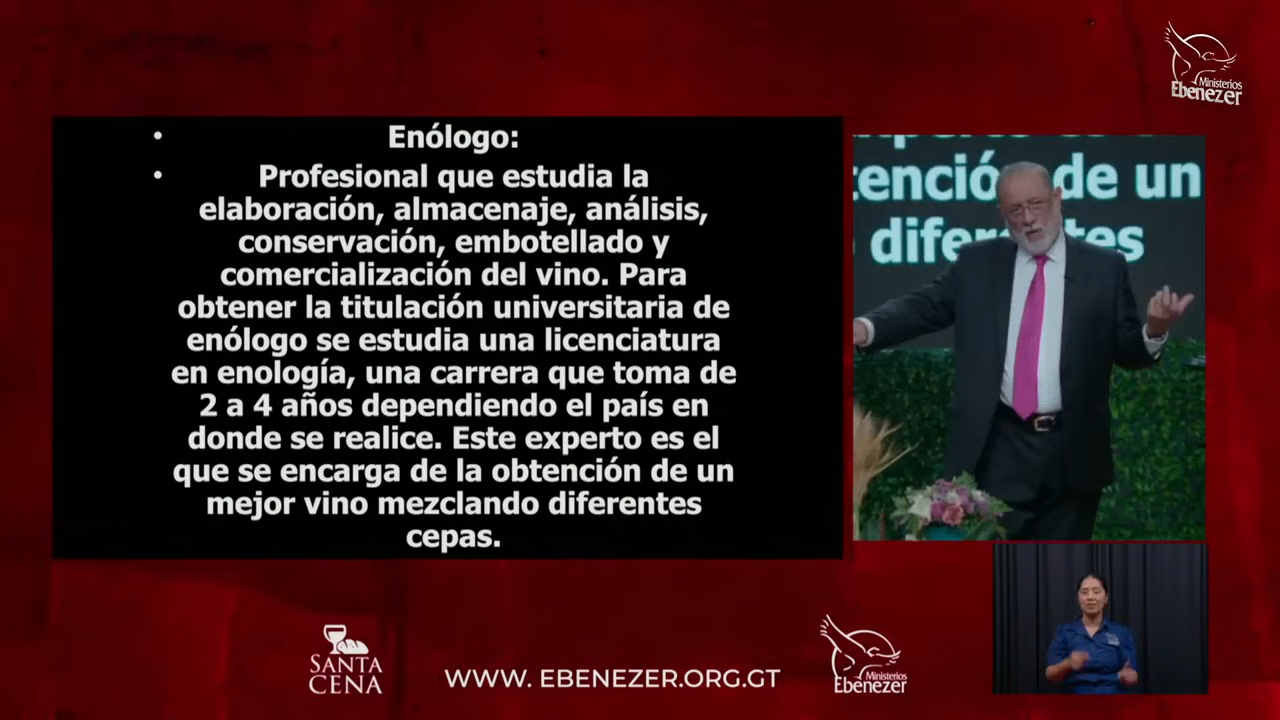 Ministerios
Ebenezer
• Enólogo:
• Profesional que estudia la
elaboración, almacenaje, análisis,
conservación, embotellado y
comercialización del vino. Para
obtener la titulación universitaria de
enólogo se estudia una licenciatura
en enología, una carrera que toma de
2 a 4 años dependiendo el país en
donde se realice. Este experto es el
que se encarga de la obtención de un
mejor vino mezclando diferentes
cepas.
tención de un
diferentes
SANTA
CENA
WWW. EBENEZER.ORG.GT
Ministerios
Ebenezer